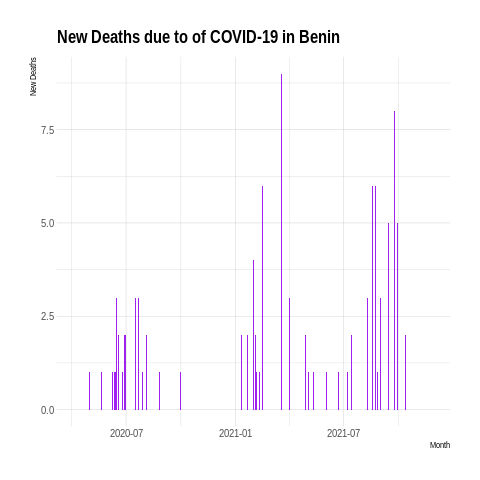 New Deaths due to of COVID-19 in Benin
New Deaths
7.5
5.0
2.5
0.0
2020-07 2021-01 2021-07
Month